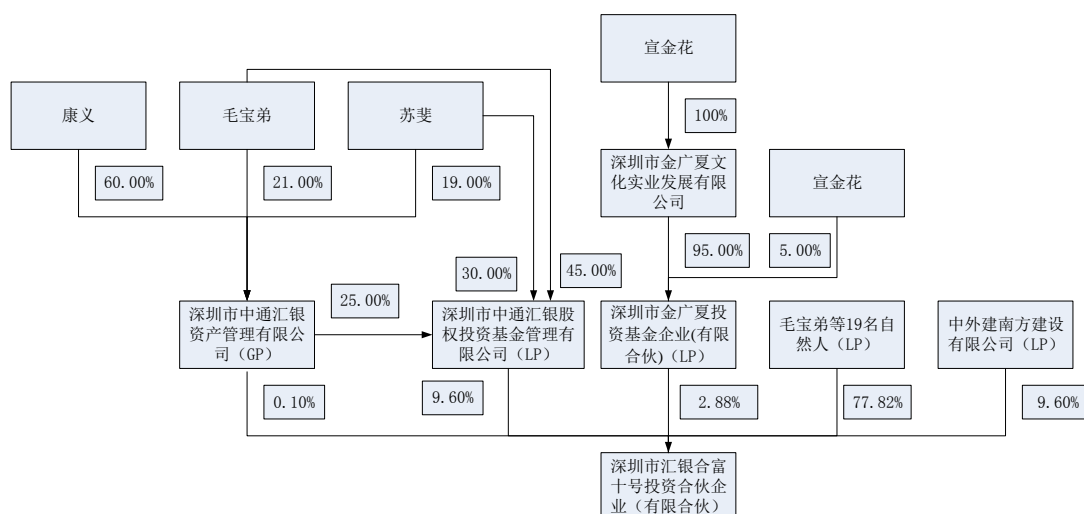 宣金花
康义
毛宝弟
苏斐
100%
60.00%
21.00%
19.00%
深圳市金广夏文
化实业发展有限
公司
宣金花
95.00%
5.00%
30.00%
45.00%
25.00%
深圳市中通汇银
资产管理有限公
司（GP）
深圳市中通汇银股
权投资基金管理有
限公司（LP）
深圳市金广夏投
资基金企业(有限
合伙)（LP）
毛宝弟等19名自
然人（LP）
中外建南方建设
有限公司（LP）
0.10%
9.60%
2.88%
77.82%
9.60%
深圳市汇银合富
十号投资合伙企
业（有限合伙）